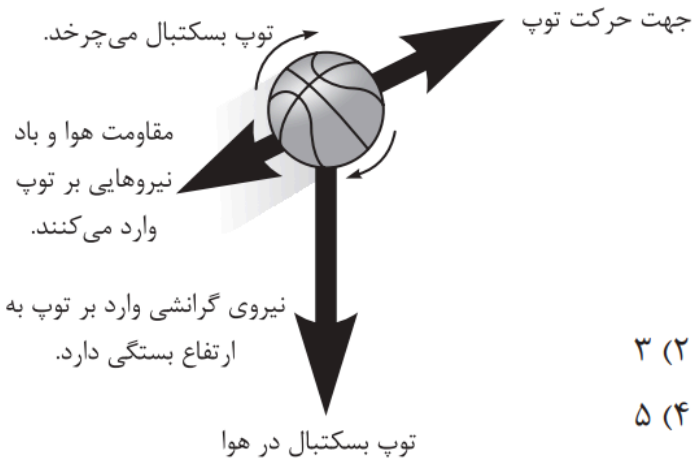 جهت حرکت توپ
توپ بسکتبال می‌چرخد.
مقاومت هوا و باد
نیروهایی بر توپ
وارد می‌کنند.
نیروی گرانشی وارد بر توپ به
ارتفاع بستگی دارد.
۲) ۳
۴) ۵
توپ بسکتبال در هوا